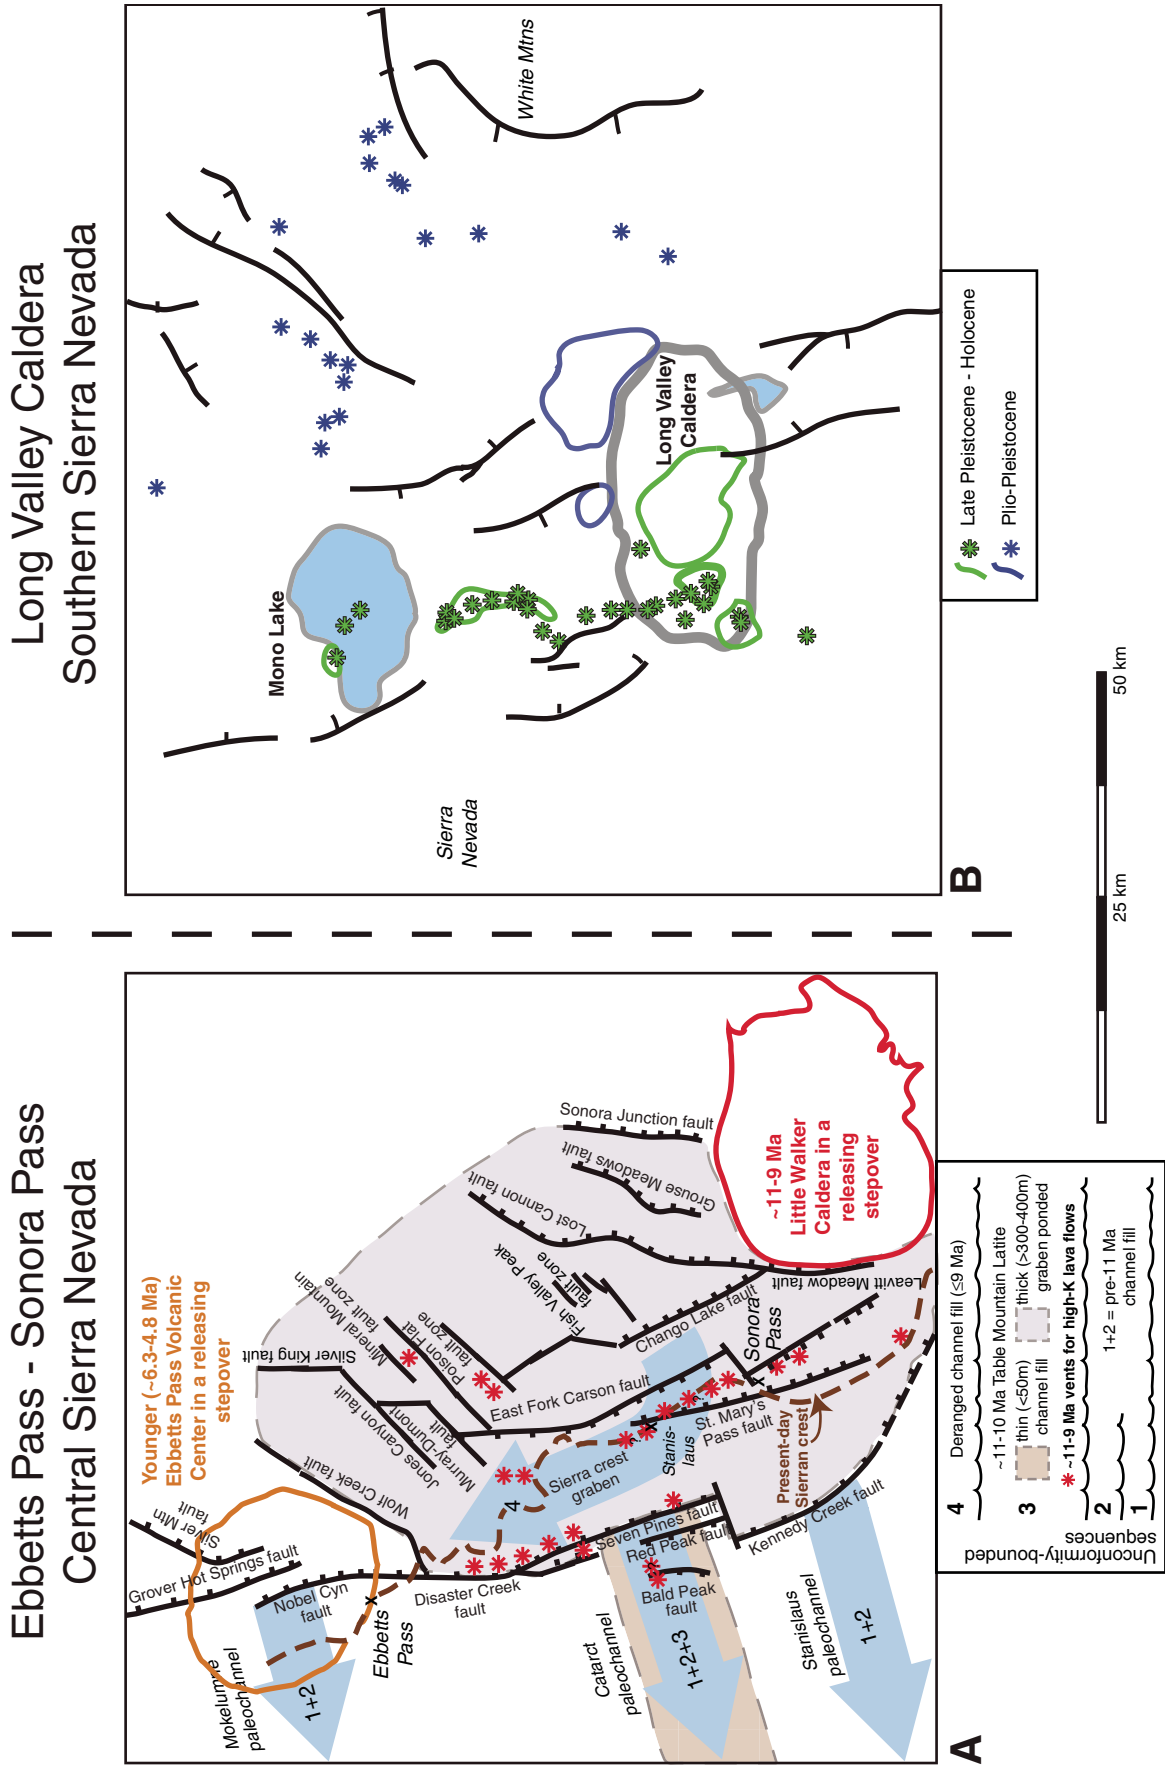 Ebbetts Pass - Sonora Pass
Central Sierra Nevada
Younger (~6.3-4.8 Ma)
Ebbetts Pass Volcanic
Center in a releasing
stepover
Silver Mtn
fault
Grover Hot Springs fault
Nobel Cyn
fault
Mokelumne
paleochannel
1+2
Ebbetts
Pass
x
Wolf Creek fault
Silver King fault
Jones Canyon fault
Murray-Dumont
fault
Mineral Mountain
fault zone
Poison Flat
fault zone
Fish Valley Peak
fault zone
Lost Cannon fault
Grouse Meadows fault
Sonora Junction fault
East Fork Carson fault
Chango Lake fault
Disaster Creek
fault
4
Sierra crest
graben
Stanis-
laus
?
?
x
St. Mary's
Pass fault
Sonora
Pass
x
Leavitt Meadow fault
Present-day
Sierran crest
Seven Pines fault
Red Peak fault
Bald Peak
fault
Kennedy Creek fault
Catarct
paleochannel
1+2+3
Stanislaus
paleochannel
1+2
~11-9 Ma
Little Walker
Caldera in a
releasing
stepover
A
Unconformity-bounded
sequences
4 Deranged channel fill (≤9 Ma)
~11-10 Ma Table Mountain Latite
3 thin (<50m)
channel fill
thick (>300-400m)
graben ponded
~11-9 Ma vents for high-K lava flows
2
1
1+2 = pre-11 Ma
channel fill
Long Valley Caldera
Southern Sierra Nevada
Mono Lake
White Mtns
Sierra
Nevada
Long Valley
Caldera
B
Late Pleistocene - Holocene
Plio-Pleistocene
25 km
50 km